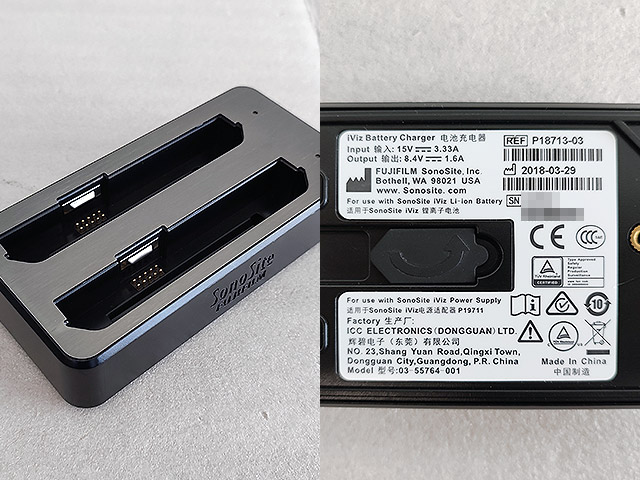 SonoSite
FUJIFILM
iViz Battery Charger 电池充电器
Input 输入: 15V ⎓ 3.33A
Output 输出: 8.4V ⎓ 1.6A
FUJIFILM SonoSite, Inc.
Bothell, WA 98021 USA
www.Sonosite.com
For use with SonoSite iViz Li-ion Battery
适用于SonoSite iViz 锂离子电池
REF P18713-03
2018-03-29
SN
CE
CCC
TÜV Rheinland
CERTIFIED
For use with SonoSite iViz Power Supply
适用于SonoSite iViz电源适配器 P19711
Factory 生产厂:
ICC ELECTRONICS (DONGGUAN) LTD.
辉碧电子(东莞)有限公司
NO. 23,Shang Yuan Road,Qingxi Town,
Dongguan City,Guangdong, P.R. China
Model 型号:03-55764-001
10
Made In China
中国制造